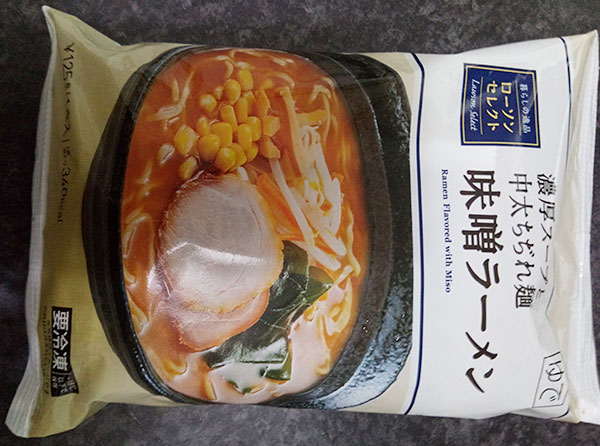 暮らしの逸品
ローソン
セレクト
Lawson Select
濃厚スープと
中太ちぢれ麺
味噌ラーメン
Ramen Flavored with Miso
ゆで
要冷凍